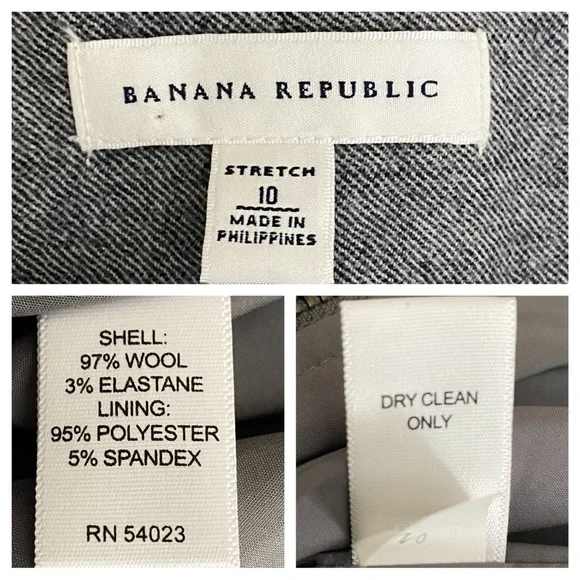 BANANA REPUBLIC
STRETCH
10
MADE IN
PHILIPPINES
SHELL:
97% WOOL
3% ELASTANE
LINING:
95% POLYESTER
5% SPANDEX
RN 54023
DRY CLEAN
ONLY